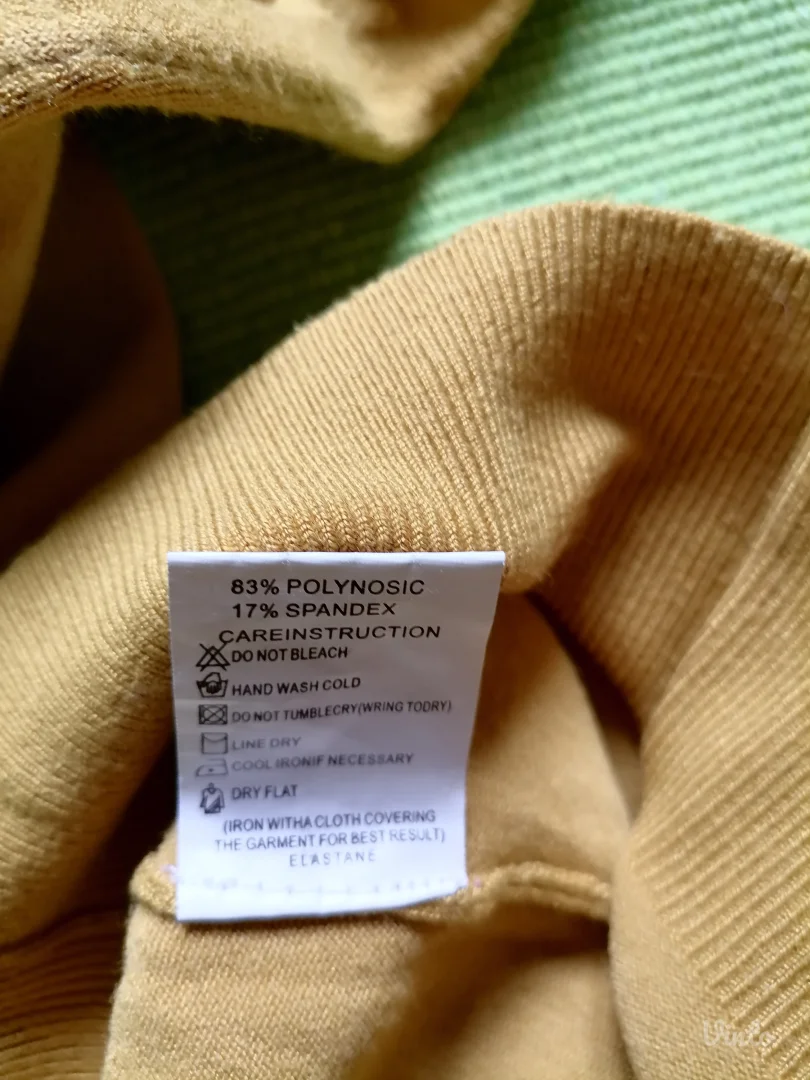 83% POLYNOSIC
17% SPANDEX
CAREINSTRUCTION
DO NOT BLEACH
HAND WASH COLD
DO NOT TUMBLECRY(WRING TODRY)
LINE DRY
COOL IRONIF NECESSARY
DRY FLAT
(IRON WITHA CLOTH COVERING
THE GARMENT FOR BEST RESULT)
ELASTANE